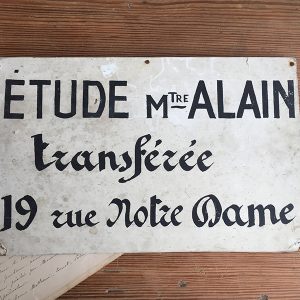 ÉTUDE MTRE ALAIN
transférée
19 rue Notre Dame